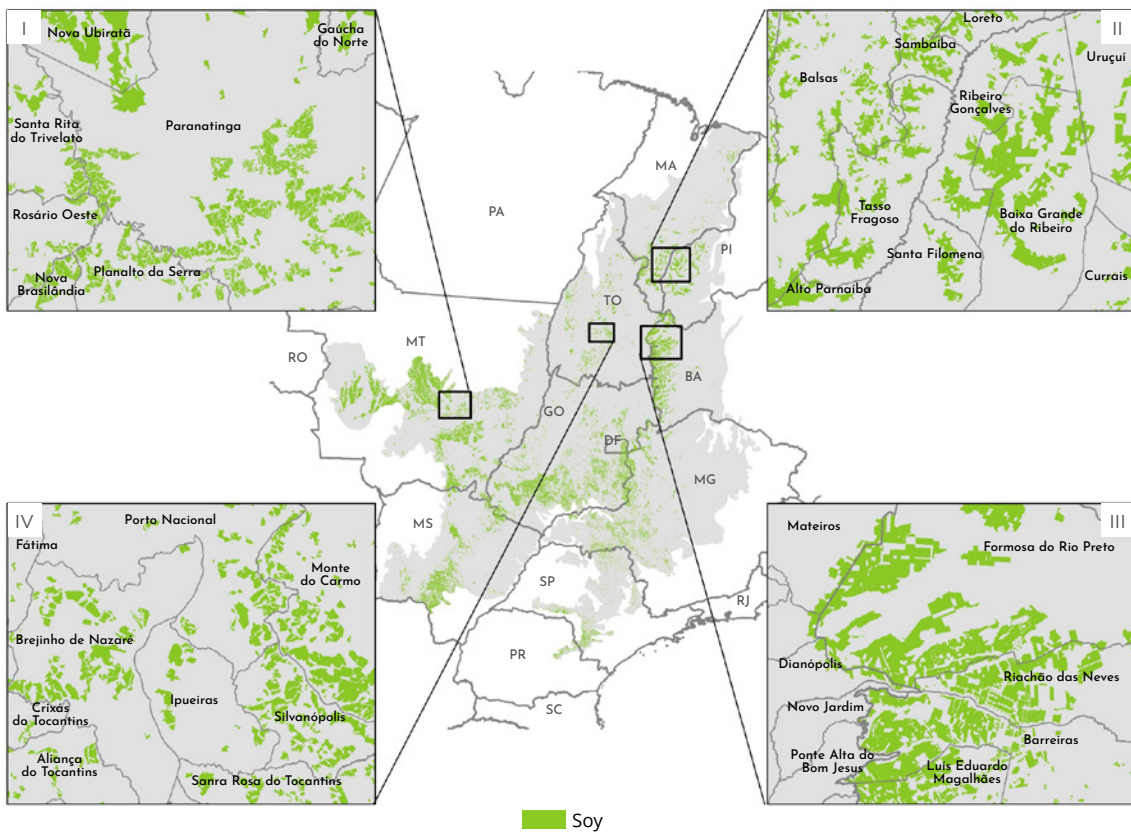 I
Nova Ubiratã
Gaúcha
do Norte
Santa Rita
do Trivelato
Paranatinga
Rosário Oeste
Planalto da Serra
Nova
Brasilândia
II
Loreto
Sambaíba
Uruçuí
Balsas
Ribeiro
Gonçalves
Tasso
Fragoso
Baixa Grande
do Ribeiro
Santa Filomena
Currais
Alto Parnaíba
MA
PA
PI
TO
MT
RO
BA
GO
DF
MG
MS
SP
RJ
PR
SC
IV
Porto Nacional
Fátima
Monte
do Carmo
Brejinho de Nazaré
Ipueiras
Crixás
do Tocantins
Silvanópolis
Aliança
do Tocantins
Sanra Rosa do Tocantins
III
Mateiros
Formosa do Rio Preto
Dianópolis
Riachão das Neves
Novo Jardim
Barreiras
Ponte Alta do
Bom Jesus
Luís Eduardo
Magalhães
Soy